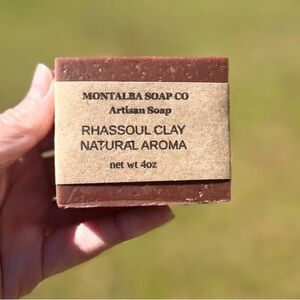 MONTALBA SOAP CO
Artisan Soap
RHASSOUL CLAY
NATURAL AROMA
net wt 4oz